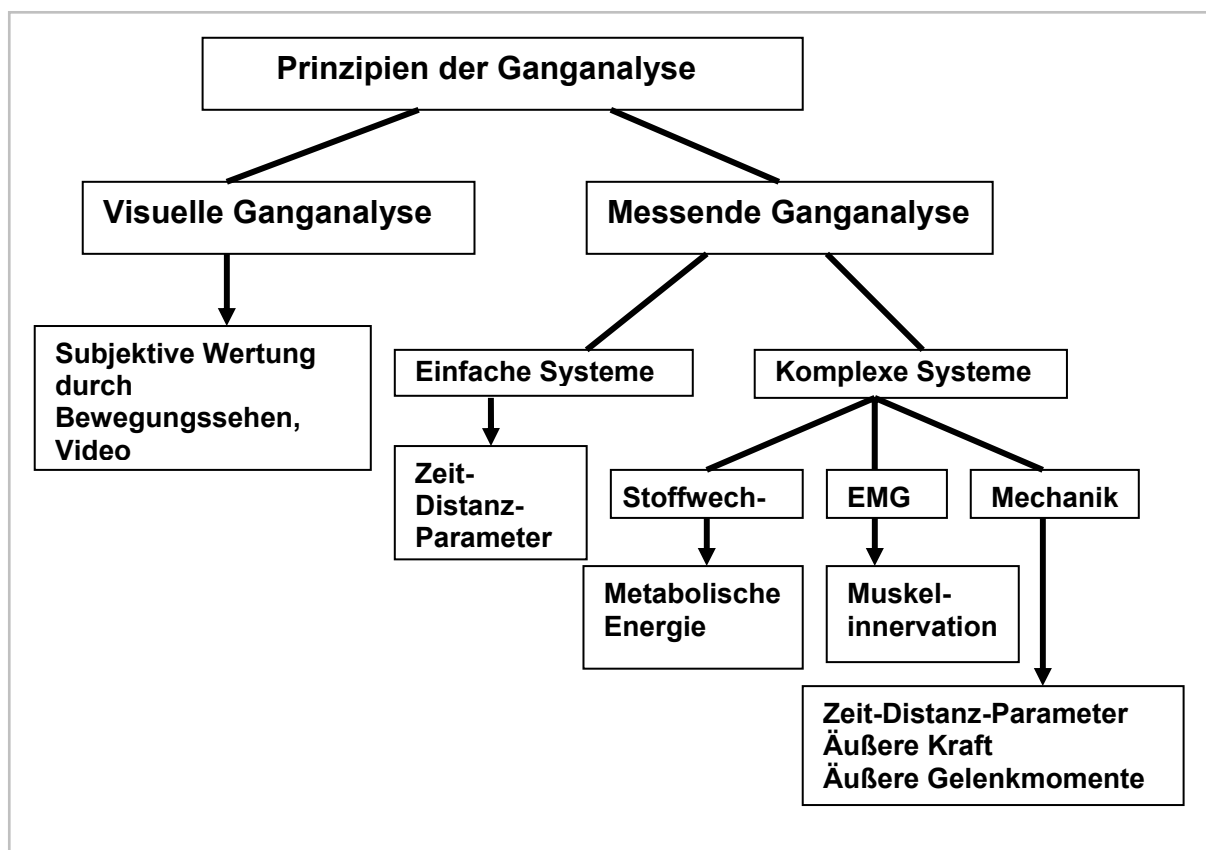 Prinzipien der Ganganalyse
Visuelle Ganganalyse
Messende Ganganalyse
Subjektive Wertung
durch
Bewegungssehen,
Video
Einfache Systeme
Komplexe Systeme
Zeit-
Distanz-
Parameter
Stoffwech-
EMG
Mechanik
Metabolische
Energie
Muskel-
innervation
Zeit-Distanz-Parameter
Äußere Kraft
Äußere Gelenkmomente